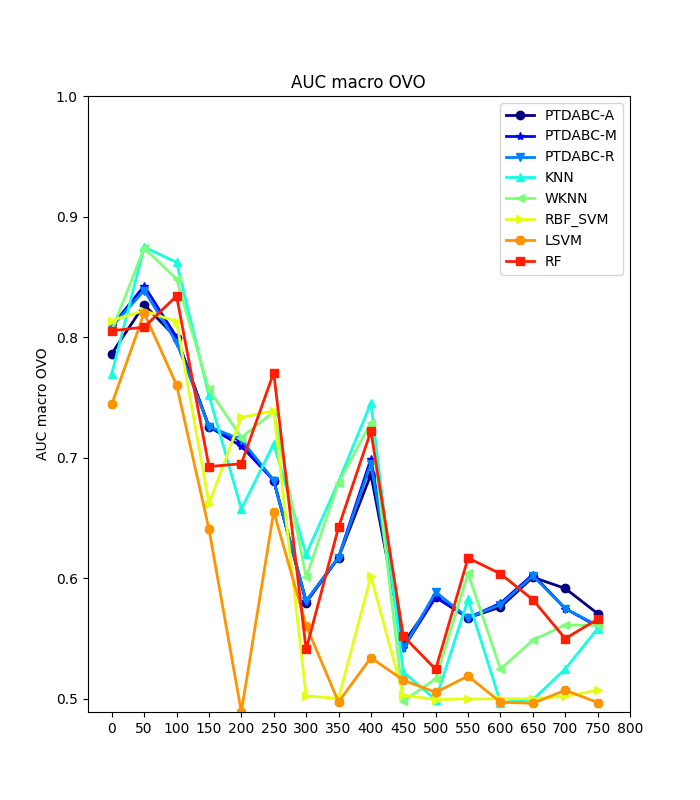 AUC macro OVO
1.0
0.9
0.8
0.7
0.6
0.5
AUC macro OVO
PTDABC-A
PTDABC-M
PTDABC-R
KNN
WKNN
RBF_SVM
LSVM
RF
0 50 100 150 200 250 300 350 400 450 500 550 600 650 700 750 800